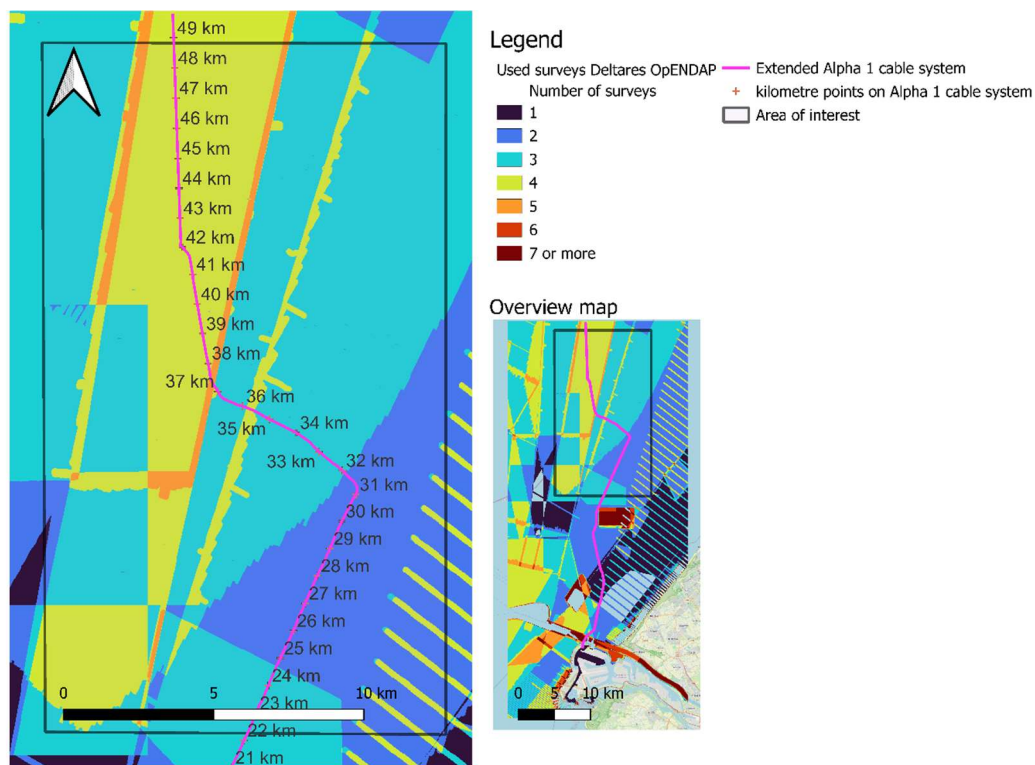 49 km
48 km
47 km
46 km
45 km
44 km
43 km
42 km
41 km
40 km
39 km
38 km
37 km
36 km
35 km
34 km
33 km
32 km
31 km
30 km
29 km
28 km
27 km
26 km
25 km
24 km
23 km
22 km
21 km
0 5 10 km
Legend
Used surveys Deltares OpENDAP
Number of surveys
1
2
3
4
5
6
7 or more
Extended Alpha 1 cable system
kilometre points on Alpha 1 cable system
Area of interest
Overview map
0 5 10 km